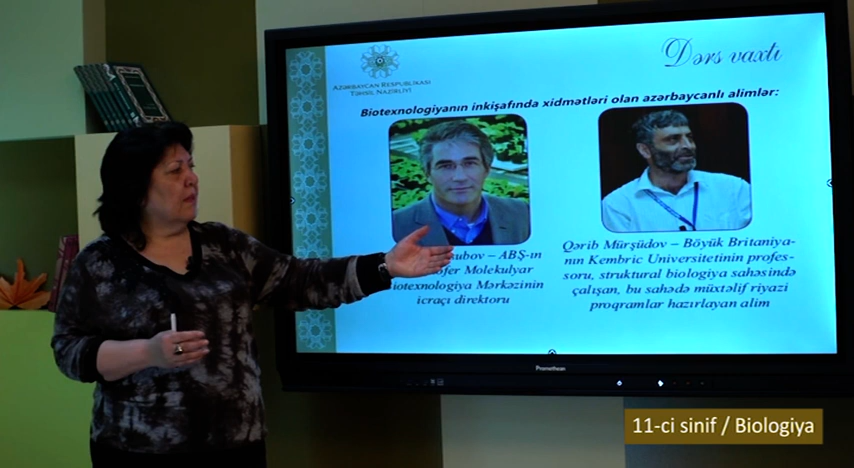 AZƏRBAYCAN RESPUBLİKASI
TƏHSİL NAZİRLİYİ
Dərs vaxtı
Biotexnologiyanın inkişafında xidmətləri olan azərbaycanlı alimlər:
– ABŞ-ın
Molekulyar
Mərkəzinin
icraçı direktoru
Qərib Mürşüdov – Böyük Britaniya-
nın Kembric Universitetinin profes-
soru, struktural biologiya sahəsində
çalışan, bu sahədə müxtəlif riyazi
proqramlar hazırlayan alim
Promethean
11-ci sinif / Biologiya